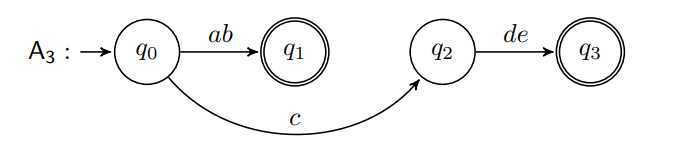 A₃ : q₀ ab q₁ q₂ de q₃
c